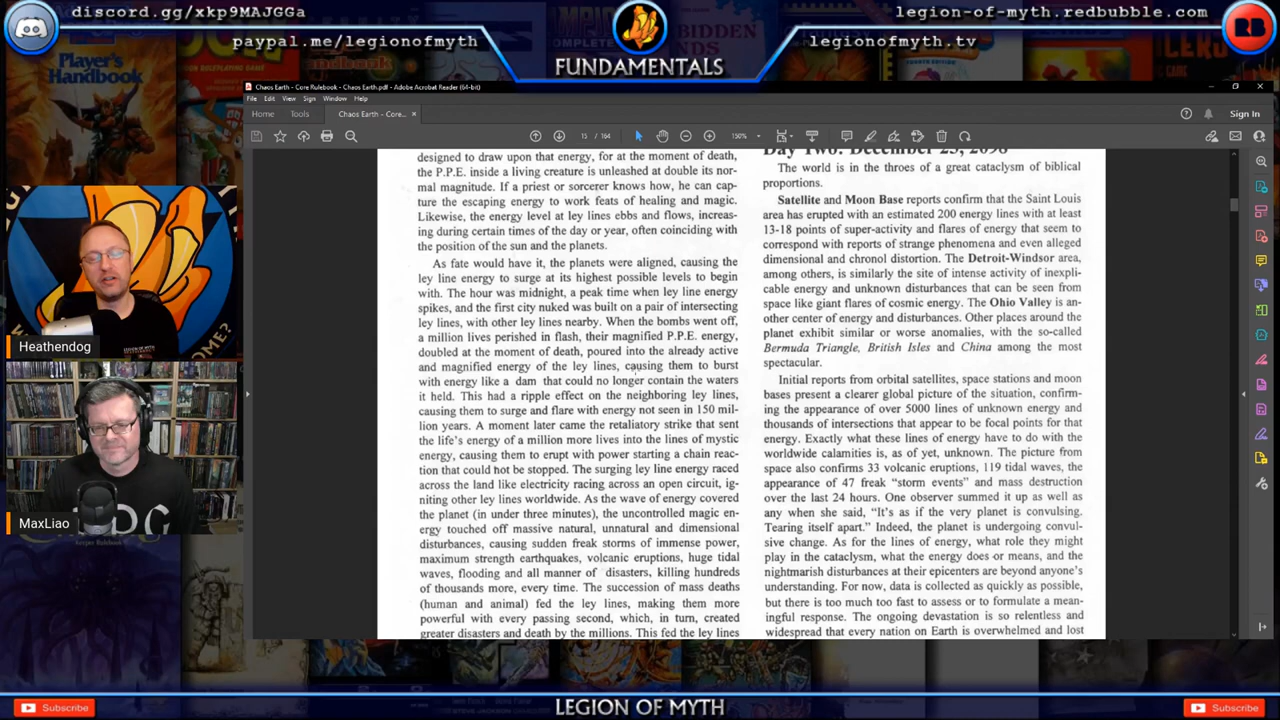 discord.gg/xkp9MAJGGa
paypal.me/legionofmyth
FUNDAMENTALS
legion-of-myth.redbubble.com
legionofmyth.tv
RB
Player's
Handbook
Chaos Earth - Core Rulebook - Chaos Earth.pdf - Adobe Acrobat Reader (64-bit)
File Edit View Sign Window Help
Home Tools Chaos Earth - Core... ×
Sign In
15 / 164
150%
designed to draw upon that energy, for at the moment of death,
the P.P.E. inside a living creature is unleashed at double its nor-
mal magnitude. If a priest or sorcerer knows how, he can cap-
ture the escaping energy to work feats of healing and magic.
Likewise, the energy level at ley lines ebbs and flows, increas-
ing during certain times of the day or year, often coinciding with
the position of the sun and the planets.
As fate would have it, the planets were aligned, causing the
ley line energy to surge at its highest possible levels to begin
with. The hour was midnight, a peak time when ley line energy
spikes, and the first city nuked was built on a pair of intersecting
ley lines, with other ley lines nearby. When the bombs went off,
a million lives perished in flash, their magnified P.P.E. energy,
doubled at the moment of death, poured into the already active
and magnified energy of the ley lines, causing them to burst
with energy like a dam that could no longer contain the waters
it held. This had a ripple effect on the neighboring ley lines,
causing them to surge and flare with energy not seen in 150 mil-
lion years. A moment later came the retaliatory strike that sent
the life's energy of a million more lives into the lines of mystic
energy, causing them to erupt with power starting a chain reac-
tion that could not be stopped. The surging ley line energy raced
across the land like electricity racing across an open circuit, ig-
niting other ley lines worldwide. As the wave of energy covered
the planet (in under three minutes), the uncontrolled magic en-
ergy touched off massive natural, unnatural and dimensional
disturbances, causing sudden freak storms of immense power,
maximum strength earthquakes, volcanic eruptions, huge tidal
waves, flooding and all manner of disasters, killing hundreds
of thousands more, every time. The succession of mass deaths
(human and animal) fed the ley lines, making them more
powerful with every passing second, which, in turn, created
greater disasters and death by the millions. This fed the ley lines
Day Two: December 23, 2098
The world is in the throes of a great cataclysm of biblical
proportions.
Satellite and Moon Base reports confirm that the Saint Louis
area has erupted with an estimated 200 energy lines with at least
13-18 points of super-activity and flares of energy that seem to
correspond with reports of strange phenomena and even alleged
dimensional and chronol distortion. The Detroit-Windsor area,
among others, is similarly the site of intense activity of inexpli-
cable energy and unknown disturbances that can be seen from
space like giant flares of cosmic energy. The Ohio Valley is an-
other center of energy and disturbances. Other places around the
planet exhibit similar or worse anomalies, with the so-called
Bermuda Triangle, British Isles and China among the most
spectacular.
Initial reports from orbital satellites, space stations and moon
bases present a clearer global picture of the situation, confirm-
ing the appearance of over 5000 lines of unknown energy and
thousands of intersections that appear to be focal points for that
energy. Exactly what these lines of energy have to do with the
worldwide calamities is, as of yet, unknown. The picture from
space also confirms 33 volcanic eruptions, 119 tidal waves, the
appearance of 47 freak "storm events" and mass destruction
over the last 24 hours. One observer summed it up as well as
any when she said, "It's as if the very planet is convulsing.
Tearing itself apart." Indeed, the planet is undergoing convul-
sive change. As for the lines of energy, what role they might
play in the cataclysm, what the energy does or means, and the
nightmarish disturbances at their epicenters are beyond anyone's
understanding. For now, data is collected as quickly as possible,
but there is too much too fast to assess or to formulate a mean-
ingful response. The ongoing devastation is so relentless and
widespread that every nation on Earth is overwhelmed and lost
Heathendog
MaxLiao
Subscribe
LEGION OF MYTH
Subscribe